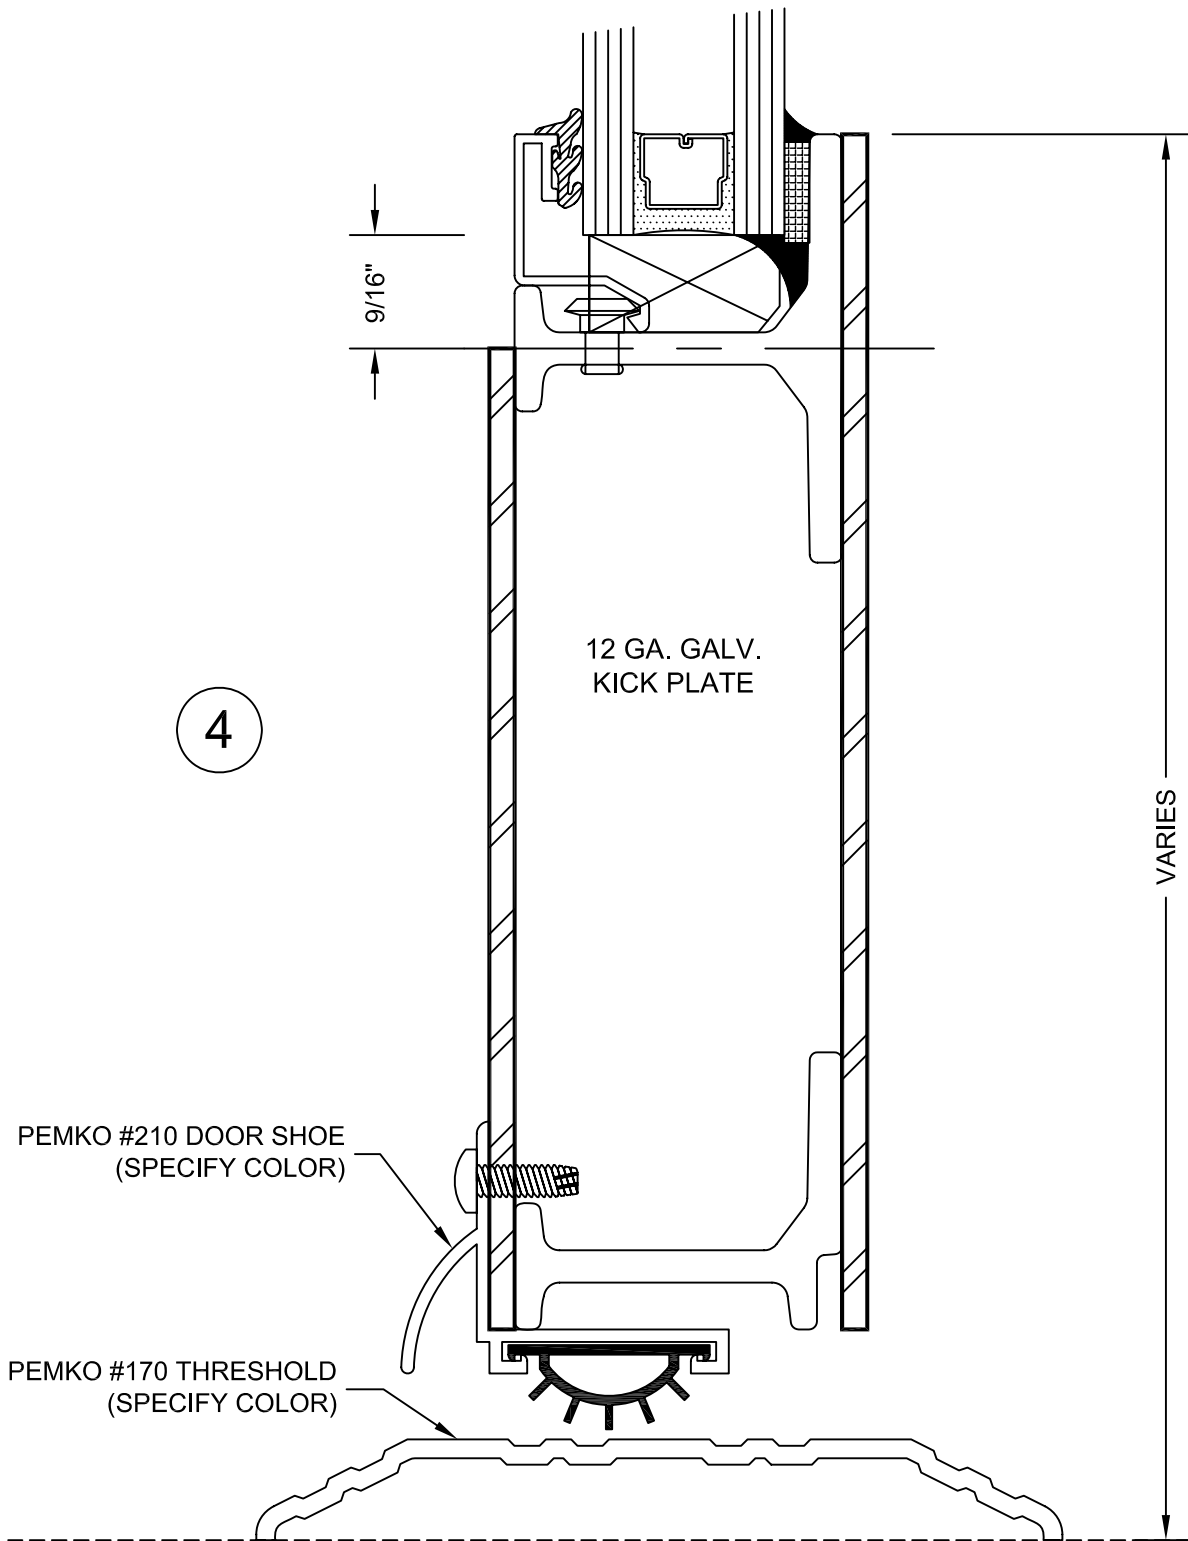 9/16"
12 GA. GALV.
KICK PLATE
4
VARIES
PEMKO #210 DOOR SHOE
(SPECIFY COLOR)
PEMKO #170 THRESHOLD
(SPECIFY COLOR)